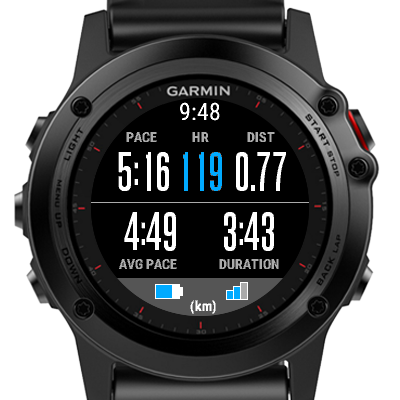 GARMIN
9:48
PACE HR DIST
5:16 119 0.77
4:49 3:43
AVG PACE DURATION
(km)
LIGHT
MENU UP
DOWN
START STOP
BACK LAP